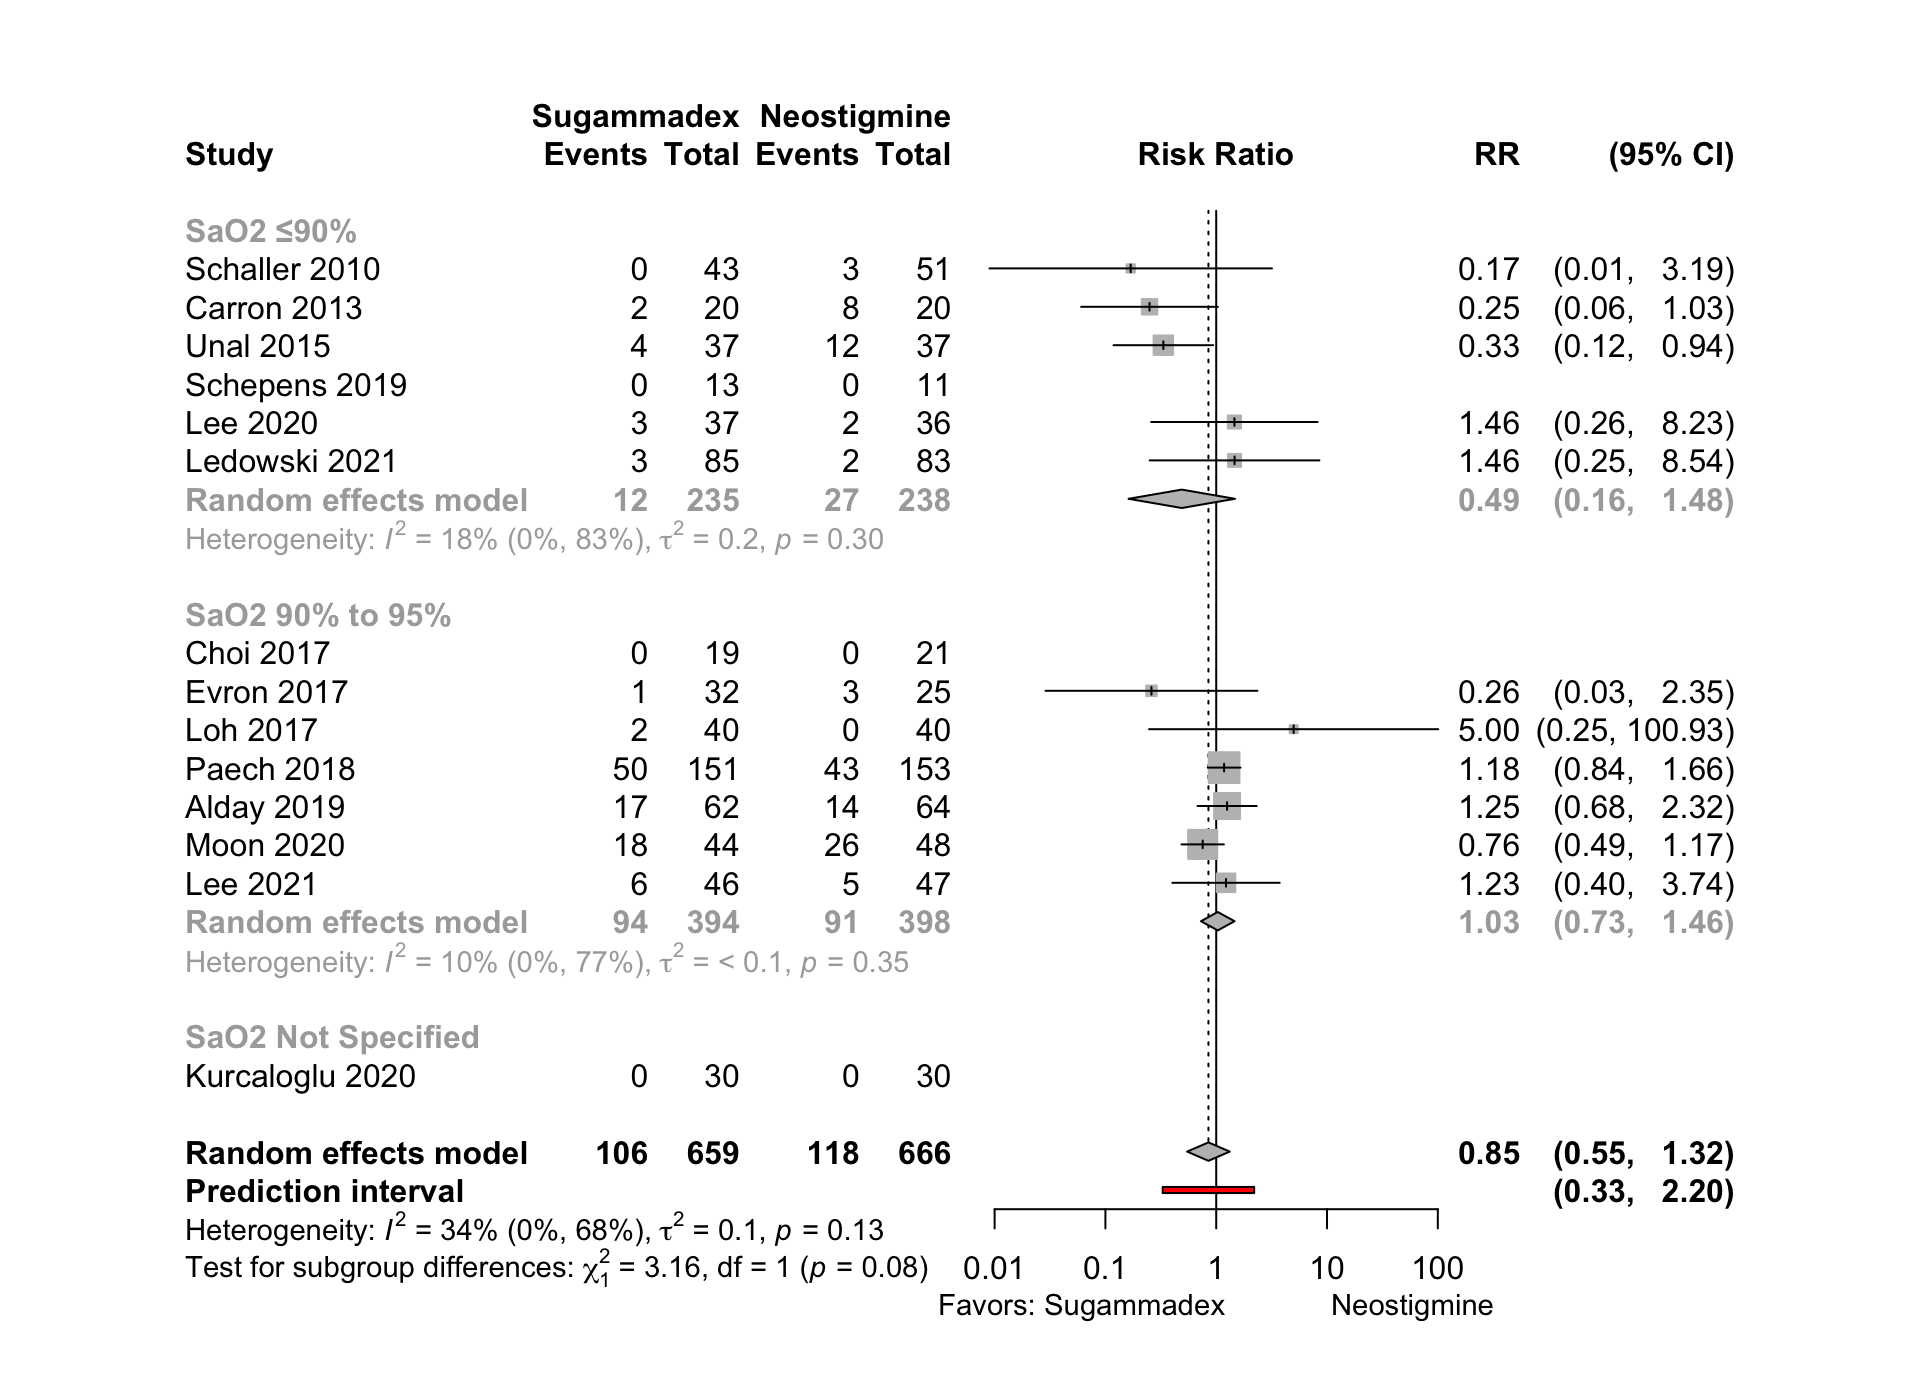 Sugammadex Neostigmine
Study Events Total Events Total Risk Ratio RR (95% CI)
SaO2 ≤90%
Schaller 2010 0 43 3 51 0.17 (0.01, 3.19)
Carron 2013 2 20 8 20 0.25 (0.06, 1.03)
Unal 2015 4 37 12 37 0.33 (0.12, 0.94)
Schepens 2019 0 13 0 11
Lee 2020 3 37 2 36 1.46 (0.26, 8.23)
Ledowski 2021 3 85 2 83 1.46 (0.25, 8.54)
Random effects model 12 235 27 238 0.49 (0.16, 1.48)
Heterogeneity: I² = 18% (0%, 83%), τ² = 0.2, p = 0.30
SaO2 90% to 95%
Choi 2017 0 19 0 21
Evron 2017 1 32 3 25 0.26 (0.03, 2.35)
Loh 2017 2 40 0 40 5.00 (0.25, 100.93)
Paech 2018 50 151 43 153 1.18 (0.84, 1.66)
Alday 2019 17 62 14 64 1.25 (0.68, 2.32)
Moon 2020 18 44 26 48 0.76 (0.49, 1.17)
Lee 2021 6 46 5 47 1.23 (0.40, 3.74)
Random effects model 94 394 91 398 1.03 (0.73, 1.46)
Heterogeneity: I² = 10% (0%, 77%), τ² = < 0.1, p = 0.35
SaO2 Not Specified
Kurcaloglu 2020 0 30 0 30
Random effects model 106 659 118 666 0.85 (0.55, 1.32)
Prediction interval (0.33, 2.20)
Heterogeneity: I² = 34% (0%, 68%), τ² = 0.1, p = 0.13
Test for subgroup differences: χ²₁ = 3.16, df = 1 (p = 0.08) 0.01 0.1 1 10 100
Favors: Sugammadex Neostigmine